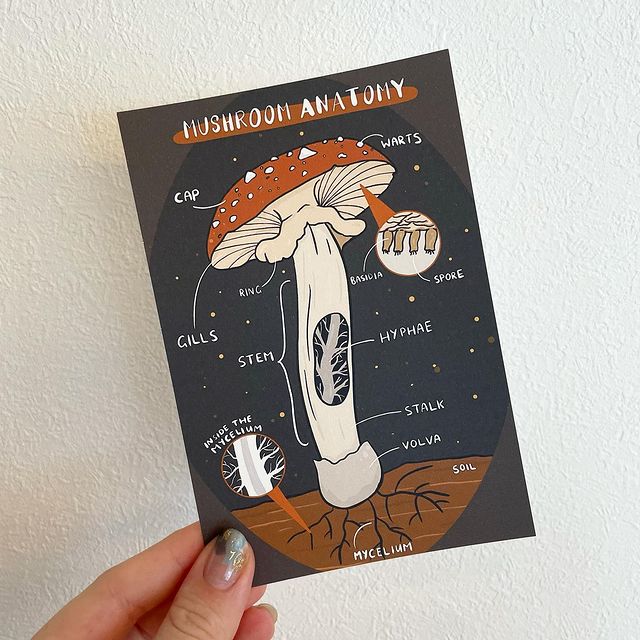 MUSHROOM ANATOMY
WARTS
CAP
BASIDIA
SPORE
RING
GILLS
HYPHAE
STEM
STALK
INSIDE THE
MYCELIUM
VOLVA
SOIL
MYCELIUM